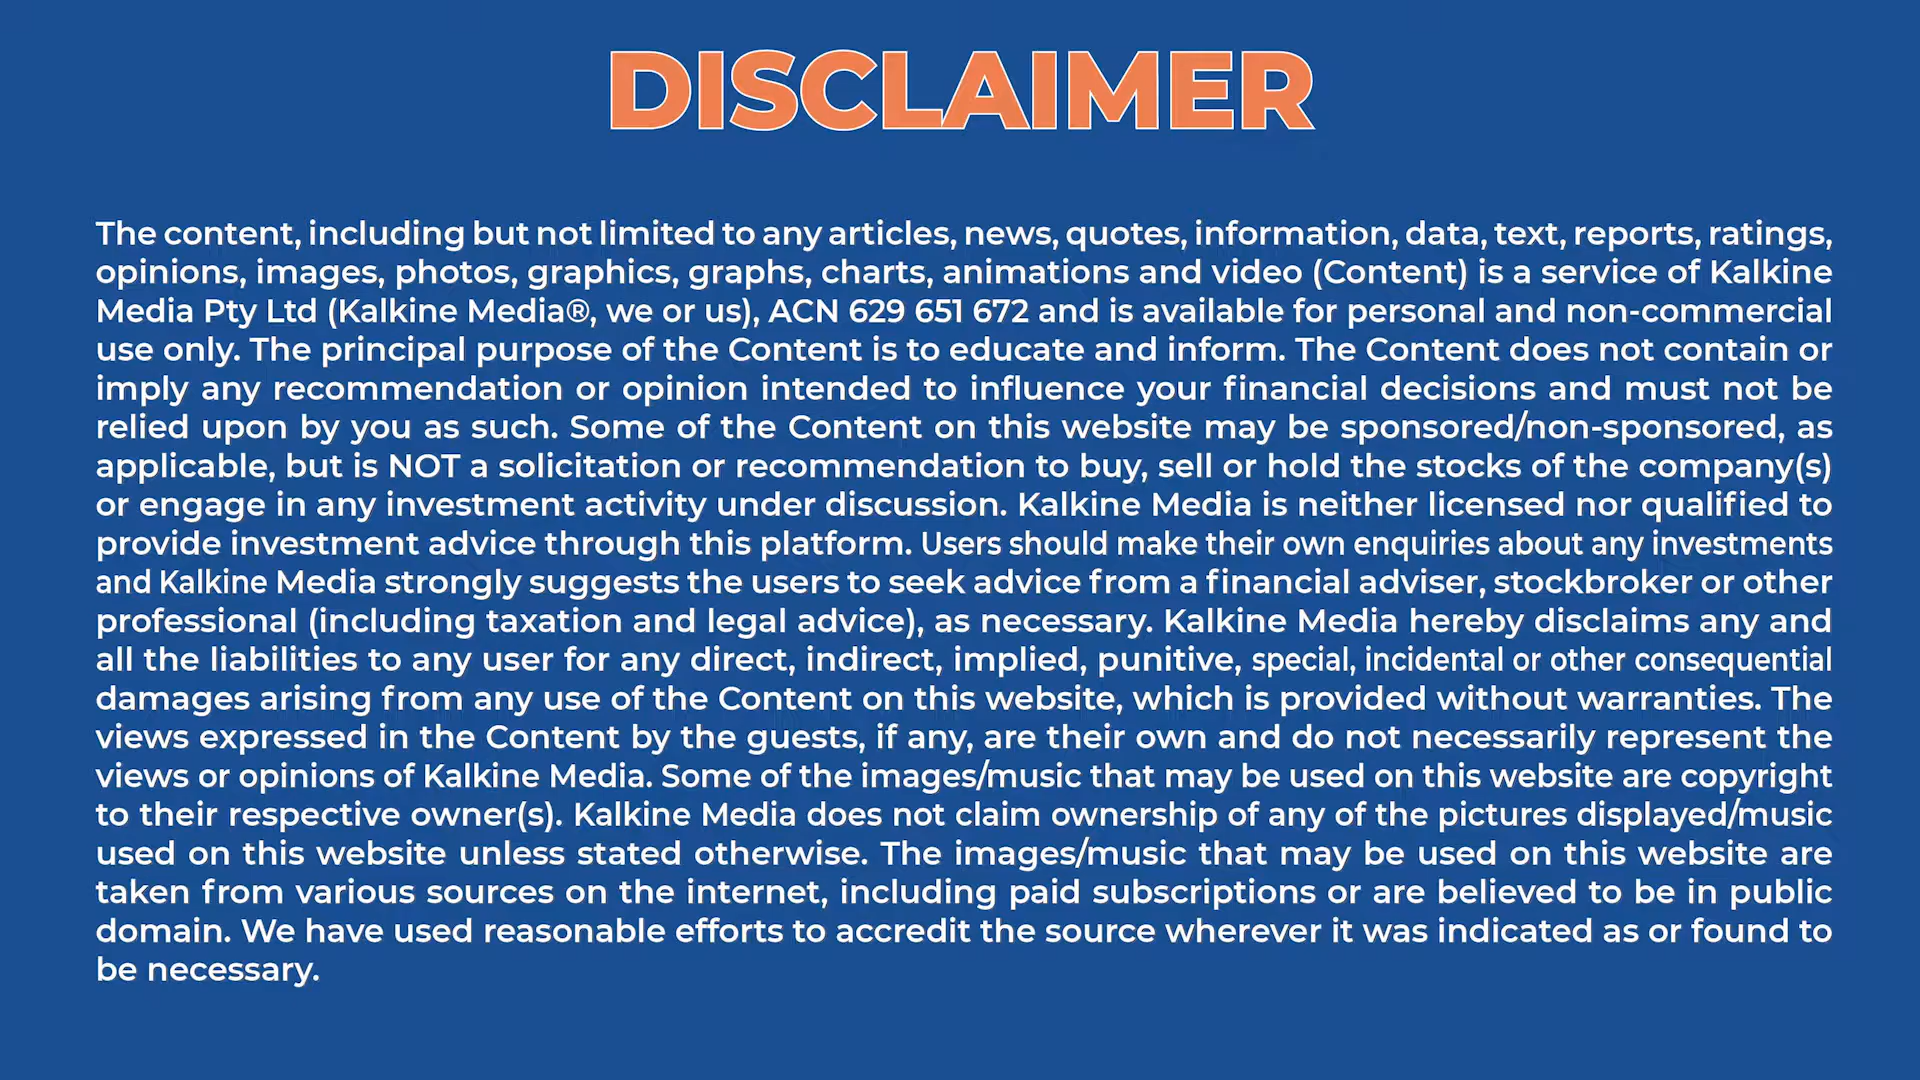 DISCLAIMER
The content, including but not limited to any articles, news, quotes, information, data, text, reports, ratings,
opinions, images, photos, graphics, graphs, charts, animations and video (Content) is a service of Kalkine
Media Pty Ltd (Kalkine Media®, we or us), ACN 629 651 672 and is available for personal and non-commercial
use only. The principal purpose of the Content is to educate and inform. The Content does not contain or
imply any recommendation or opinion intended to influence your financial decisions and must not be
relied upon by you as such. Some of the Content on this website may be sponsored/non-sponsored, as
applicable, but is NOT a solicitation or recommendation to buy, sell or hold the stocks of the company(s)
or engage in any investment activity under discussion. Kalkine Media is neither licensed nor qualified to
provide investment advice through this platform. Users should make their own enquiries about any investments
and Kalkine Media strongly suggests the users to seek advice from a financial adviser, stockbroker or other
professional (including taxation and legal advice), as necessary. Kalkine Media hereby disclaims any and
all the liabilities to any user for any direct, indirect, implied, punitive, special, incidental or other consequential
damages arising from any use of the Content on this website, which is provided without warranties. The
views expressed in the Content by the guests, if any, are their own and do not necessarily represent the
views or opinions of Kalkine Media. Some of the images/music that may be used on this website are copyright
to their respective owner(s). Kalkine Media does not claim ownership of any of the pictures displayed/music
used on this website unless stated otherwise. The images/music that may be used on this website are
taken from various sources on the internet, including paid subscriptions or are believed to be in public
domain. We have used reasonable efforts to accredit the source wherever it was indicated as or found to
be necessary.